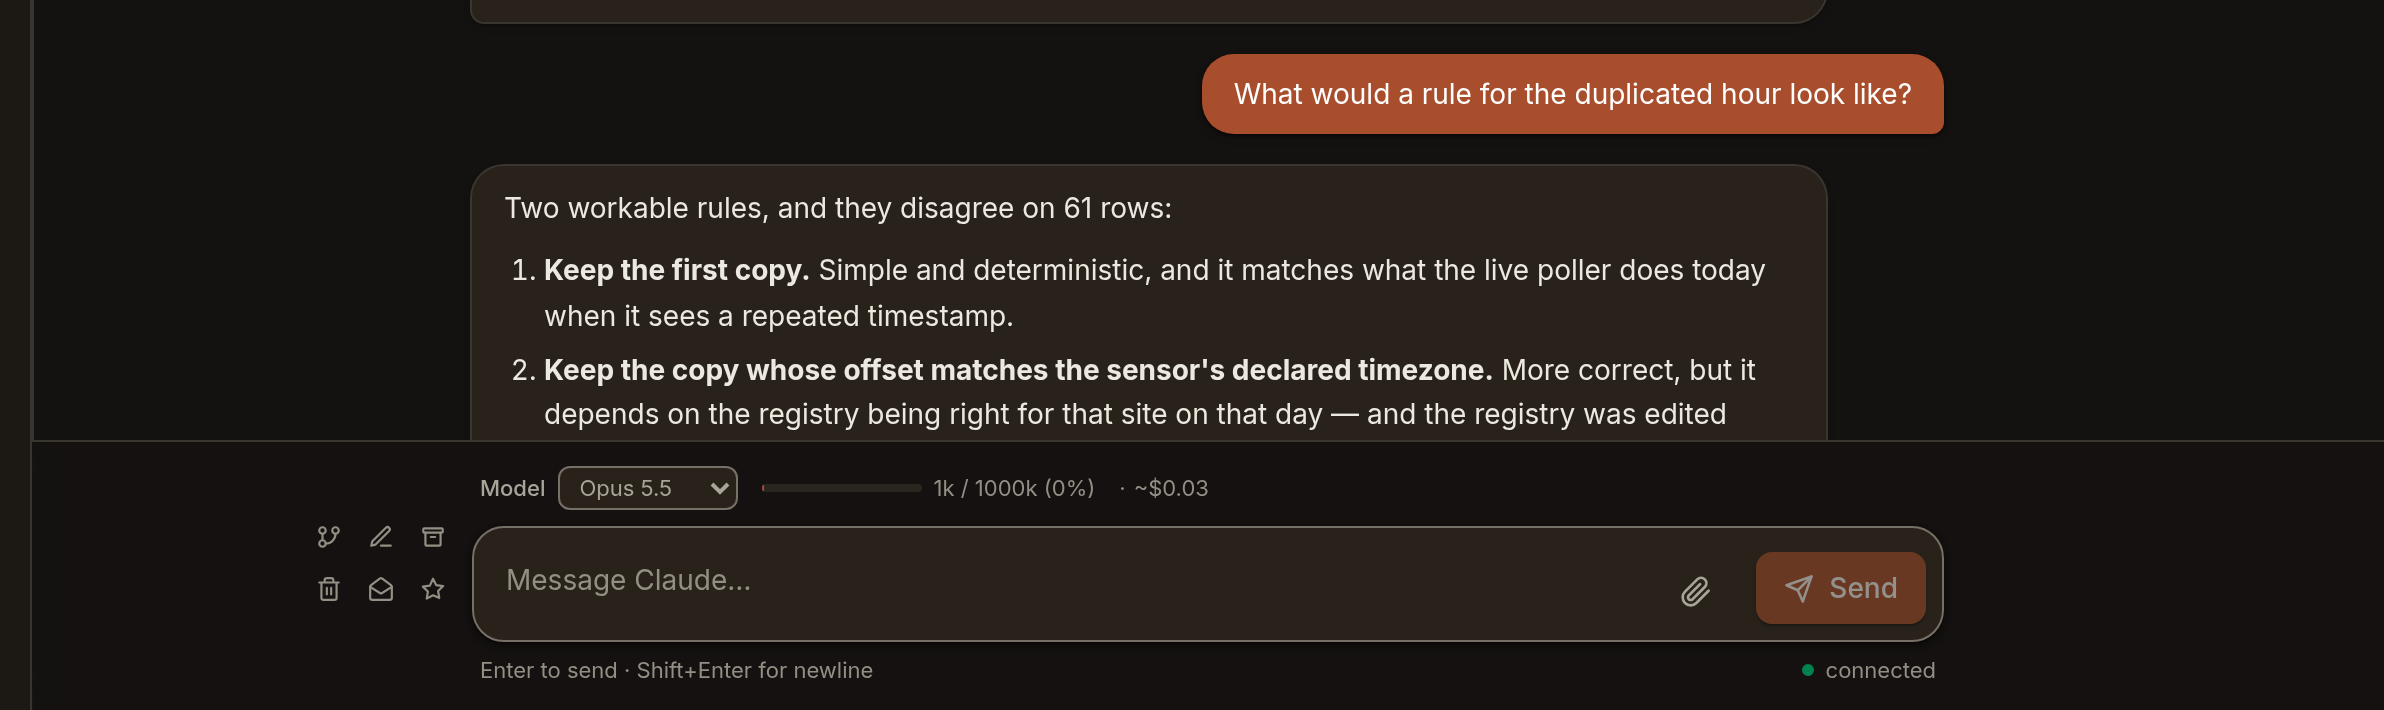 What would a rule for the duplicated hour look like?
Two workable rules, and they disagree on 61 rows:
1. Keep the first copy. Simple and deterministic, and it matches what the live poller does today
when it sees a repeated timestamp.
2. Keep the copy whose offset matches the sensor's declared timezone. More correct, but it
depends on the registry being right for that site on that day — and the registry was edited
Model Opus 5.5 1k / 1000k (0%) · ~$0.03
Message Claude...
Send
Enter to send · Shift+Enter for newline
connected